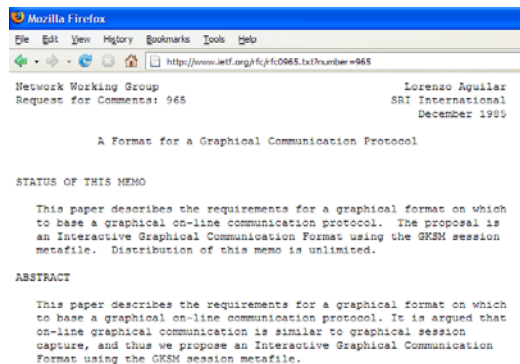 Mozilla Firefox
File Edit View History Bookmarks Tools Help
http://www.ietf.org/rfc/rfc0965.txt?number=965
Network Working Group Lorenzo Aguilar
Request for Comments: 965 SRI International
December 1985
A Format for a Graphical Communication Protocol
STATUS OF THIS MEMO
This paper describes the requirements for a graphical format on which
to base a graphical on-line communication protocol. The proposal is
an Interactive Graphical Communication Format using the GKSM session
metafile. Distribution of this memo is unlimited.
ABSTRACT
This paper describes the requirements for a graphical format on which
to base a graphical on-line communication protocol. It is argued that
on-line graphical communication is similar to graphical session
capture, and thus we propose an Interactive Graphical Communication
Format using the GKSM session metafile.